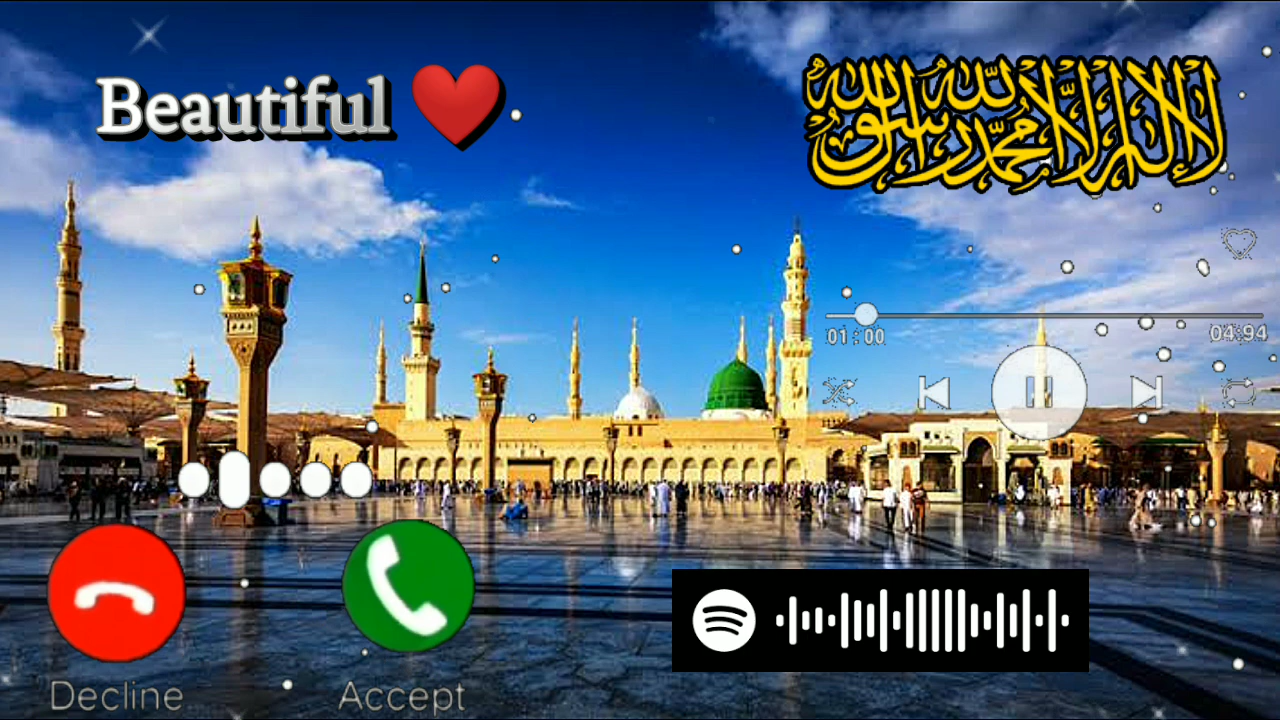 Beautiful ❤️
لا إله إلا الله محمد رسول الله
01:00
04:94
Decline
Accept